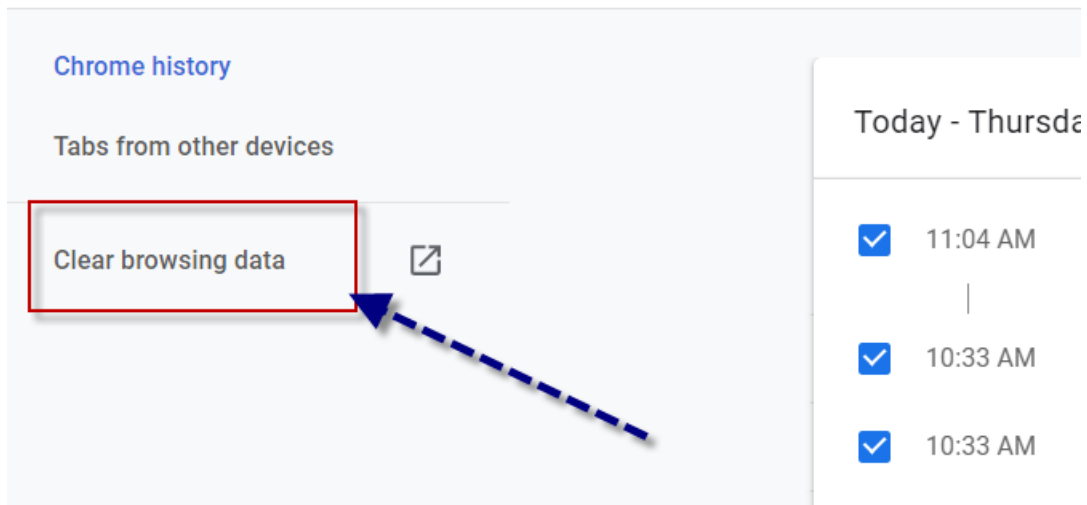 Chrome history
Tabs from other devices
Clear browsing data
Today - Thursda
11:04 AM
10:33 AM
10:33 AM